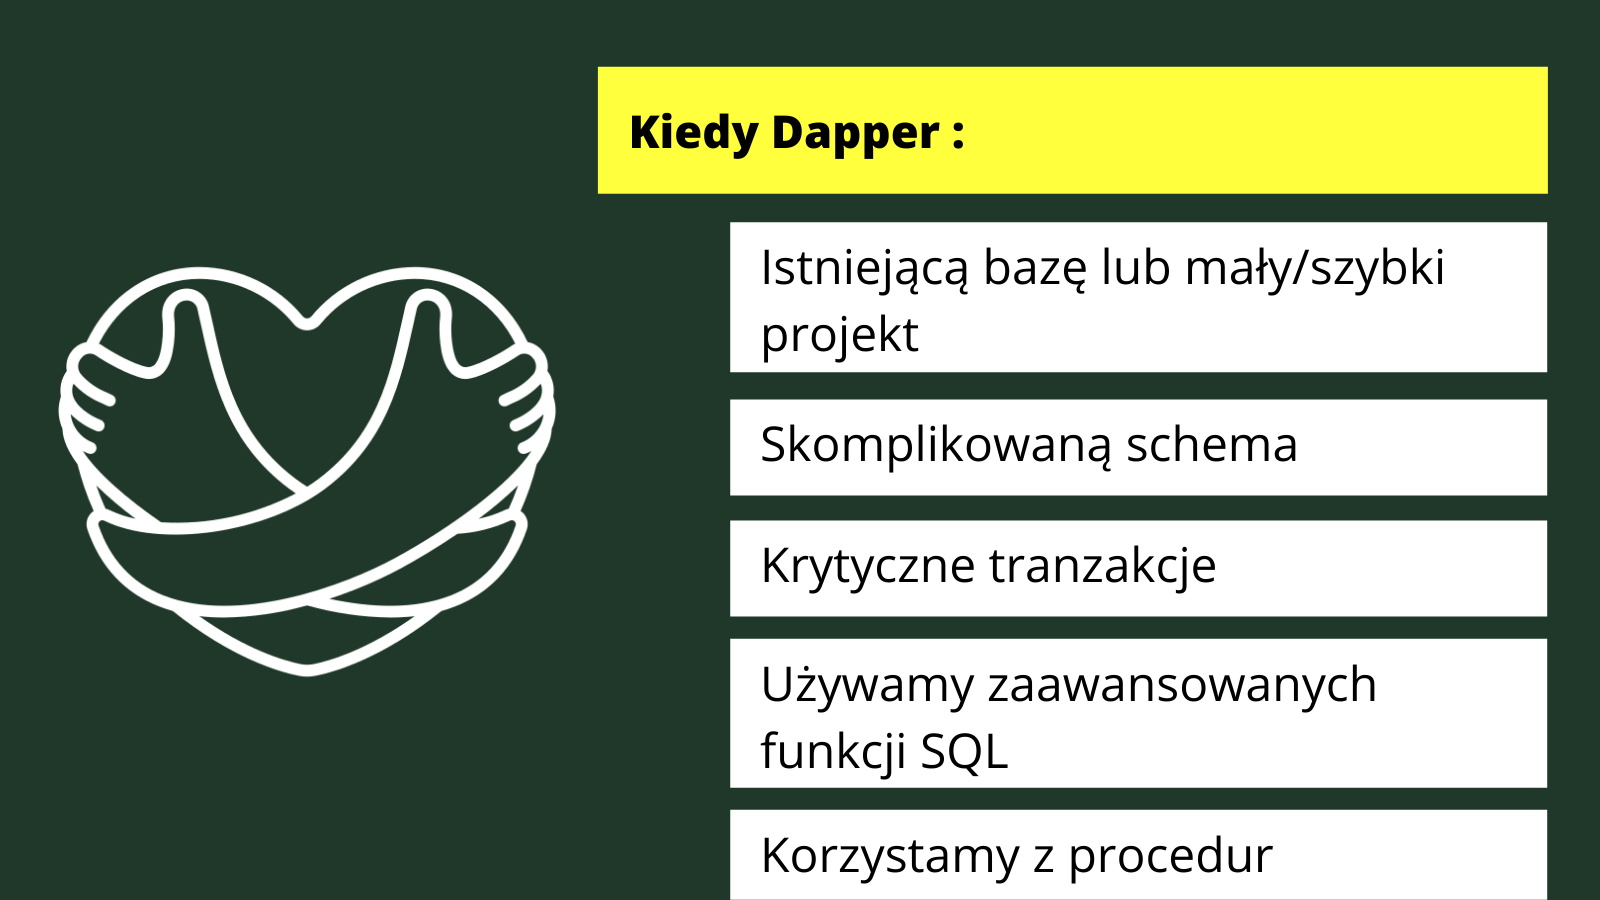 Kiedy Dapper :
Istniejącą bazę lub mały/szybki
projekt
Skomplikowaną schema
Krytyczne tranzakcje
Używamy zaawansowanych
funkcji SQL
Korzystamy z procedur